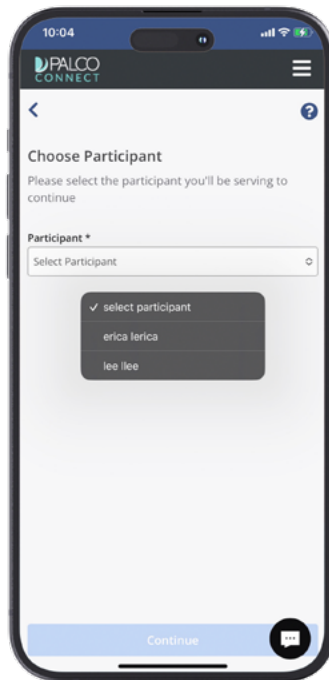 10:04
PALCO
CONNECT
Choose Participant
Please select the participant you'll be serving to
continue
Participant *
Select Participant
✓ select participant
erica lerica
lee llee
Continue